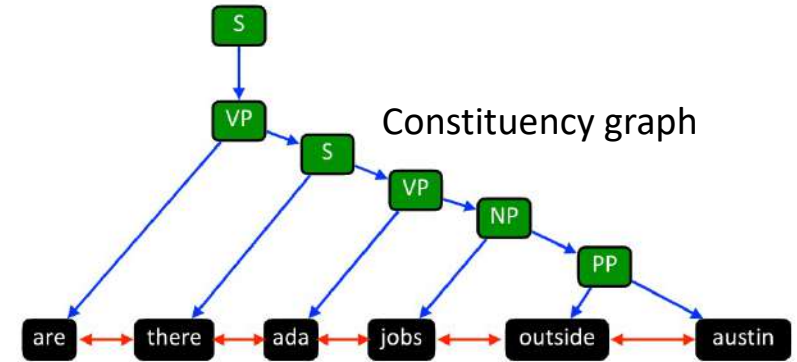 S
VP
Constituency graph
S
VP
NP
PP
are there ada jobs outside austin